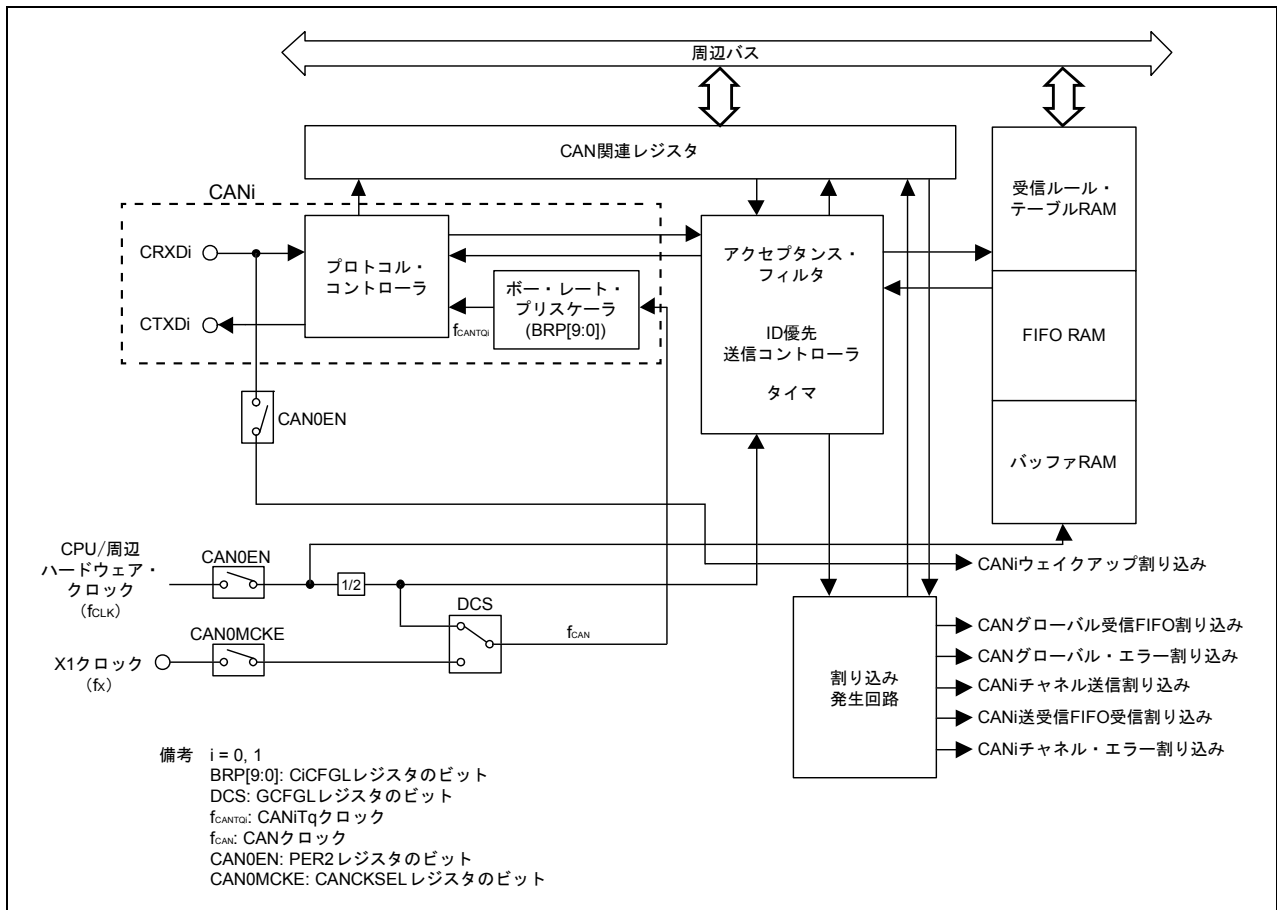 周辺バス
CAN関連レジスタ
CANi
CRXDi
CTXDi
プロトコル・
コントローラ
ボー・レート・
プリスケーラ
(BRP[9:0])
fCANTQi
アクセプタンス・
フィルタ
ID優先
送信コントローラ
タイマ
受信ルール・
テーブルRAM
FIFO RAM
バッファRAM
CAN0EN
CPU/周辺
ハードウェア・
クロック
(fCLK)
CAN0EN
1/2
DCS
fCAN
CAN0MCKE
X1クロック
(fX)
割り込み
発生回路
CANiウェイクアップ割り込み
CANグローバル受信FIFO割り込み
CANグローバル・エラー割り込み
CANiチャネル送信割り込み
CANi送受信FIFO受信割り込み
CANiチャネル・エラー割り込み
備考 i = 0, 1
BRP[9:0]: CiCFGLレジスタのビット
DCS: GCFGLレジスタのビット
fCANTQi: CANiTqクロック
fCAN: CANクロック
CAN0EN: PER2レジスタのビット
CAN0MCKE: CANCKSELレジスタのビット